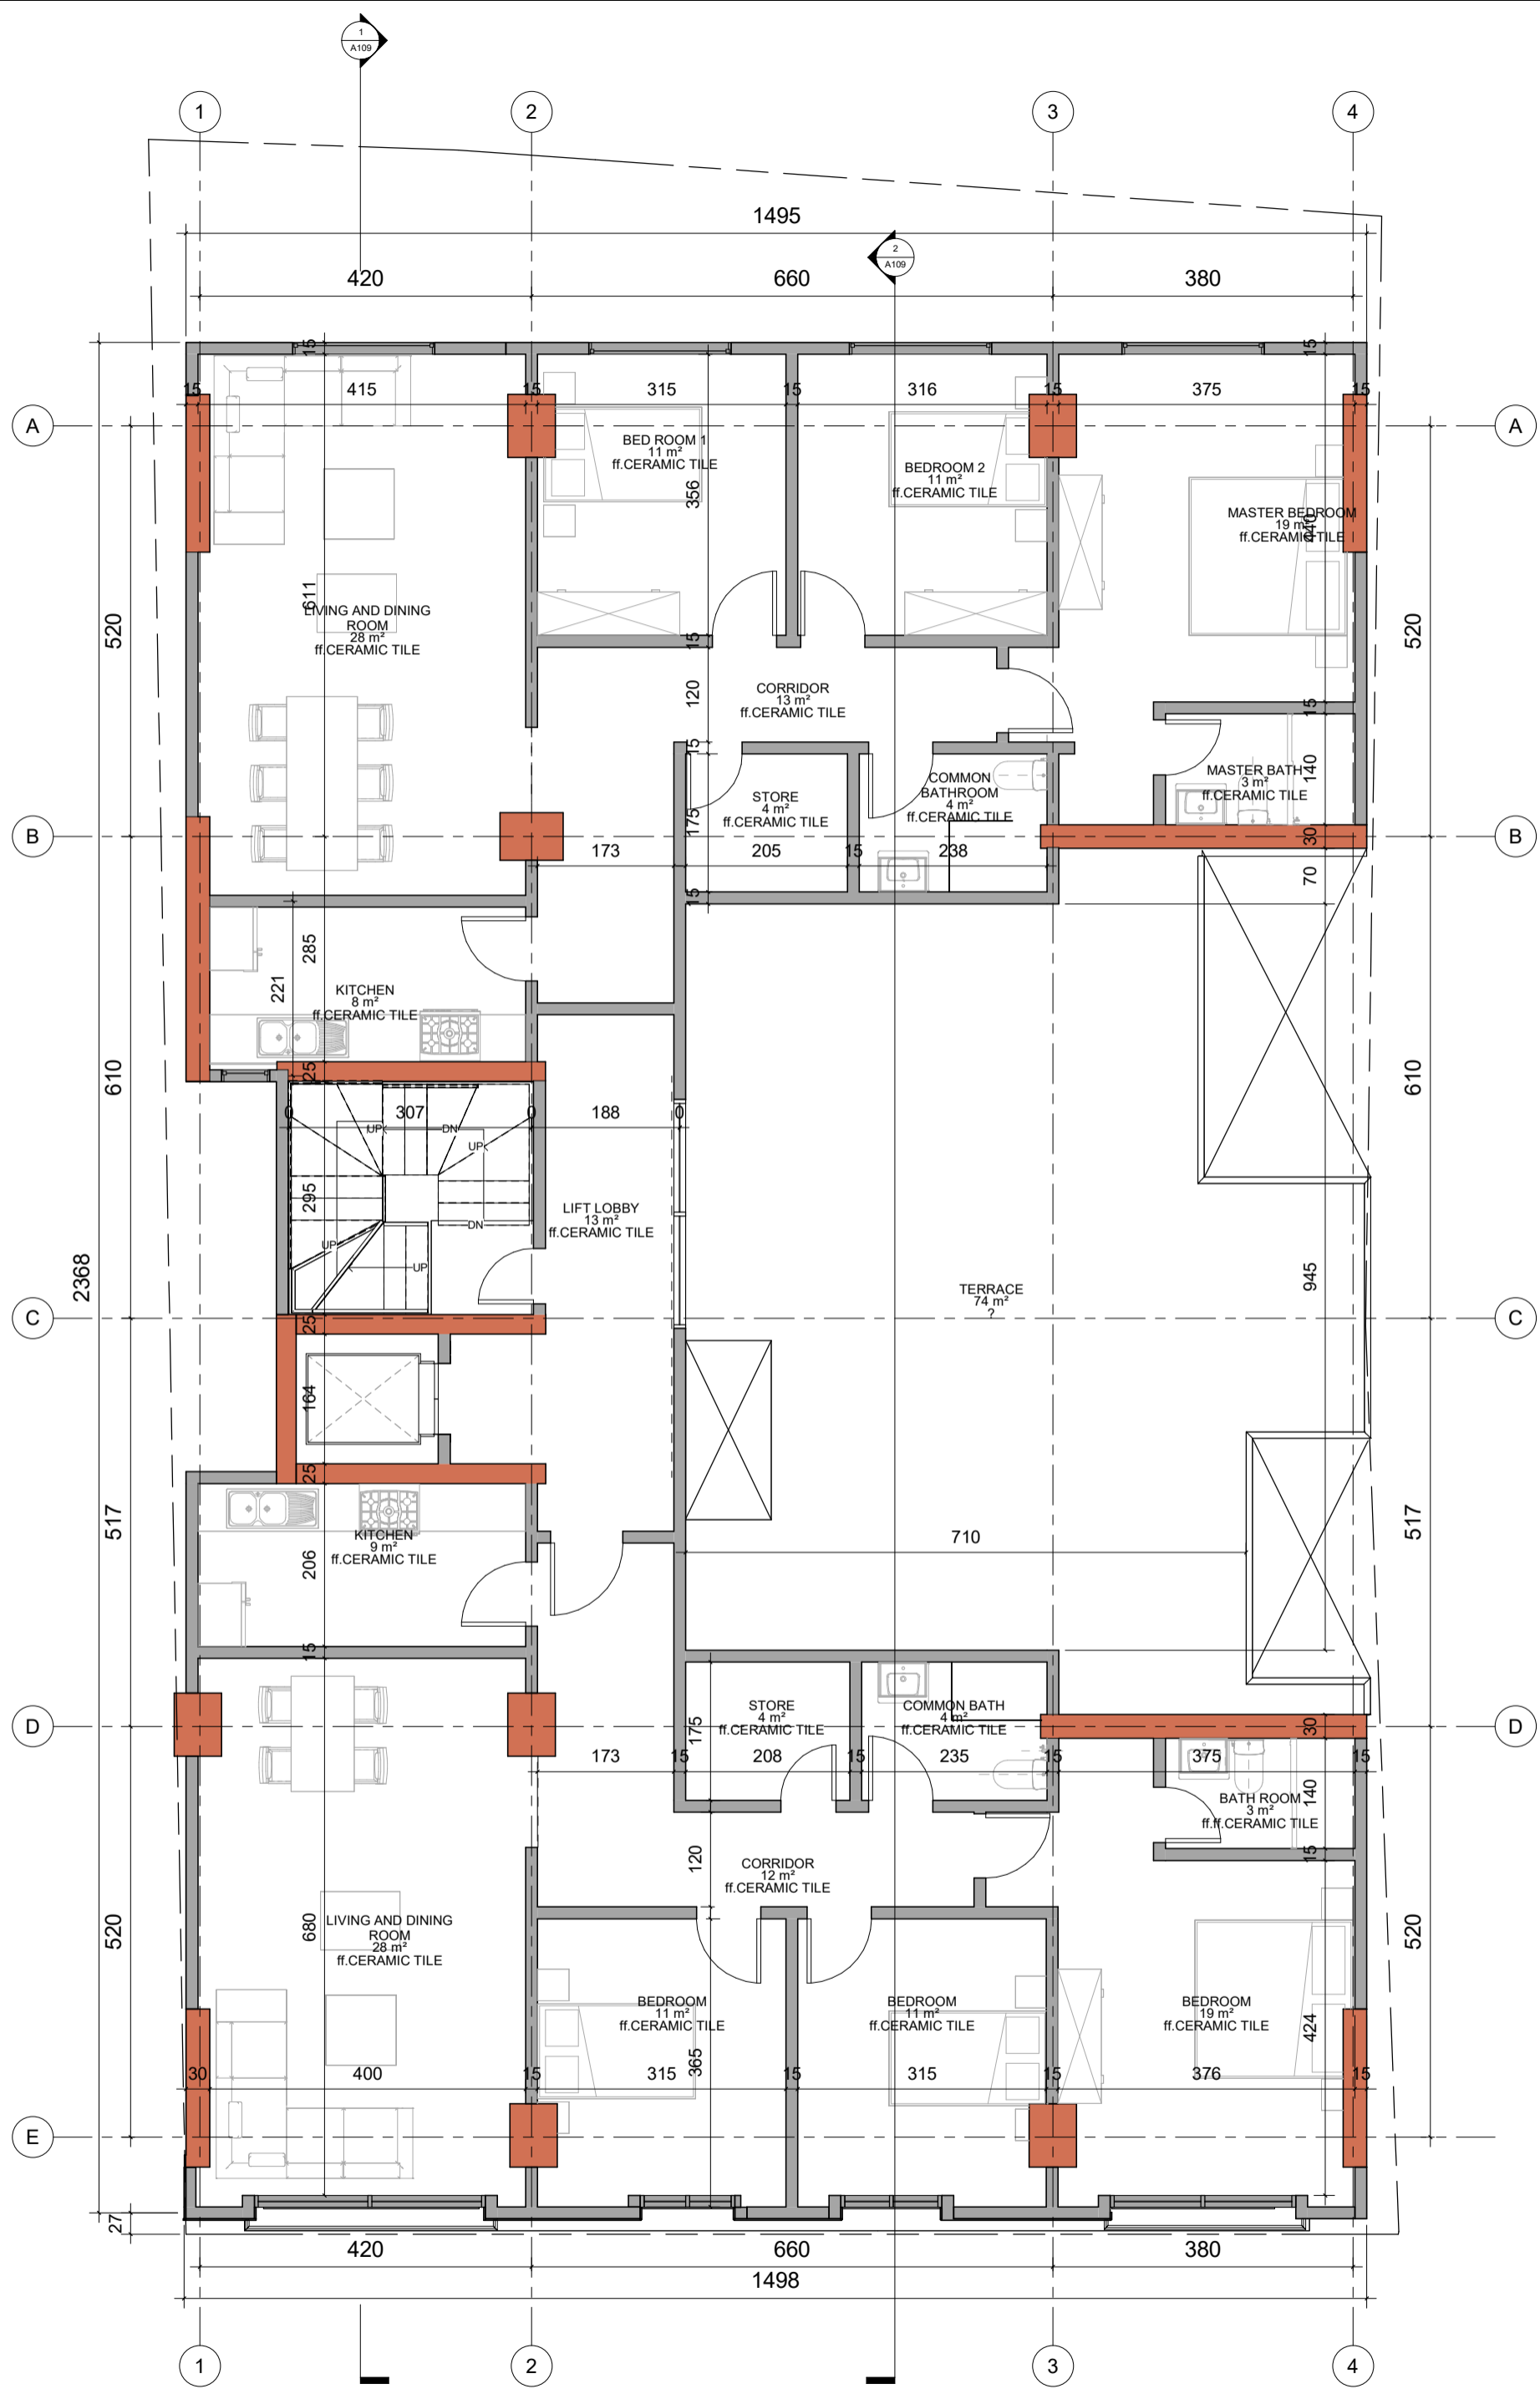 1
A109
1
2
3
4
1495
2
A109
420
660
380
15
15
15
415
15
315
15
316
15
375
15
A
A
BED ROOM 1
11 m²
ff.CERAMIC TILE
BEDROOM 2
11 m²
ff.CERAMIC TILE
356
MASTER BEDROOM
19 m²
ff.CERAMIC TILE
440
611
LIVING AND DINING
ROOM
28 m²
ff.CERAMIC TILE
520
520
15
120
CORRIDOR
13 m²
ff.CERAMIC TILE
15
15
MASTER BATH
3 m²
ff.CERAMIC TILE
140
COMMON
BATHROOM
4 m²
ff.CERAMIC TILE
STORE
4 m²
ff.CERAMIC TILE
175
B
B
30
173
205
15
238
70
15
285
221
KITCHEN
8 m²
ff.CERAMIC TILE
25
610
610
0
307
0
188
0
UP
DN
UP
295
DN
UP
UP
LIFT LOBBY
13 m²
ff.CERAMIC TILE
2368
945
TERRACE
74 m²
?
C
C
25
164
25
517
517
KITCHEN
9 m²
ff.CERAMIC TILE
206
710
15
STORE
4 m²
ff.CERAMIC TILE
COMMON BATH
4 m²
ff.CERAMIC TILE
175
D
D
30
173
15
208
15
235
15
375
15
BATH ROOM
3 m²
ff.ff.CERAMIC TILE
140
15
120
CORRIDOR
12 m²
ff.CERAMIC TILE
520
520
680
LIVING AND DINING
ROOM
28 m²
ff.CERAMIC TILE
BEDROOM
11 m²
ff.CERAMIC TILE
BEDROOM
11 m²
ff.CERAMIC TILE
BEDROOM
19 m²
ff.CERAMIC TILE
424
365
30
400
15
315
15
315
15
376
15
E
E
27
420
660
380
1498
1
2
3
4